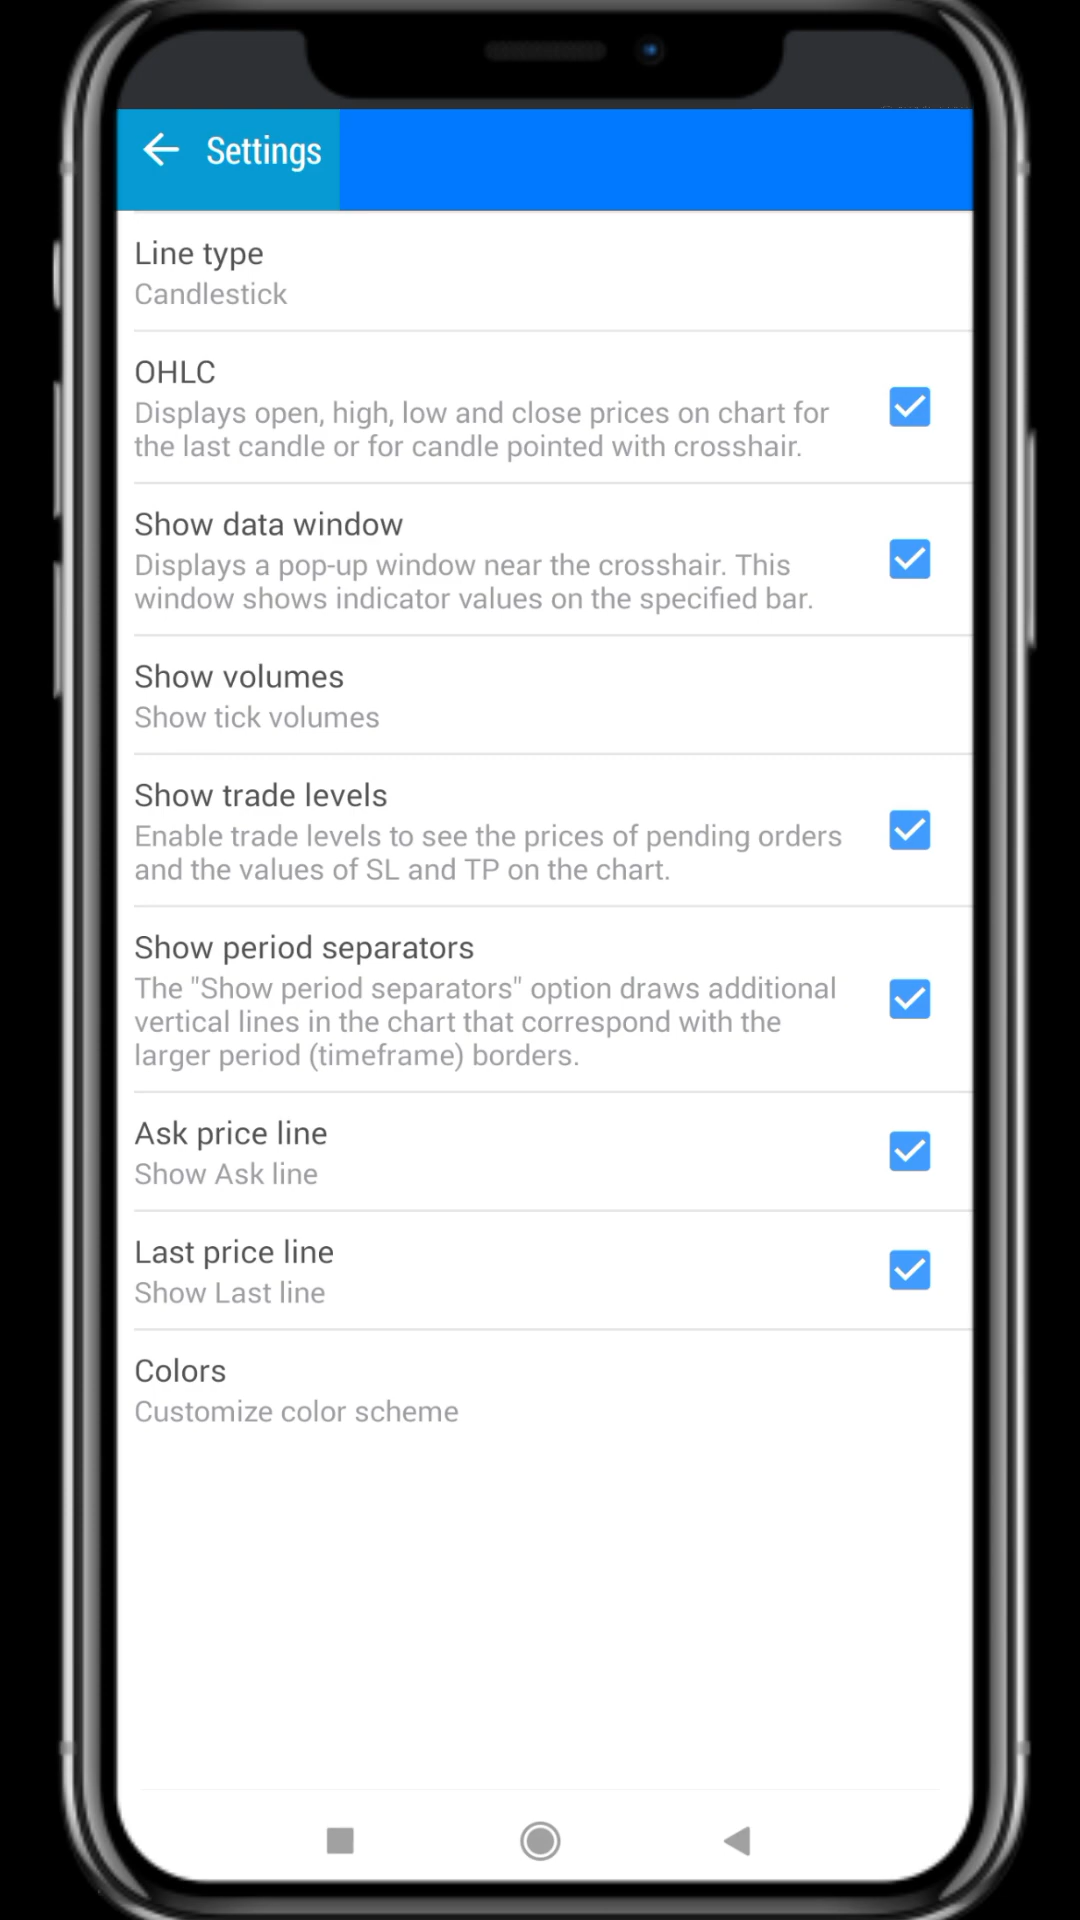 Settings
Line type
Candlestick
OHLC
Displays open, high, low and close prices on chart for
the last candle or for candle pointed with crosshair.
Show data window
Displays a pop-up window near the crosshair. This
window shows indicator values on the specified bar.
Show volumes
Show tick volumes
Show trade levels
Enable trade levels to see the prices of pending orders
and the values of SL and TP on the chart.
Show period separators
The "Show period separators" option draws additional
vertical lines in the chart that correspond with the
larger period (timeframe) borders.
Ask price line
Show Ask line
Last price line
Show Last line
Colors
Customize color scheme